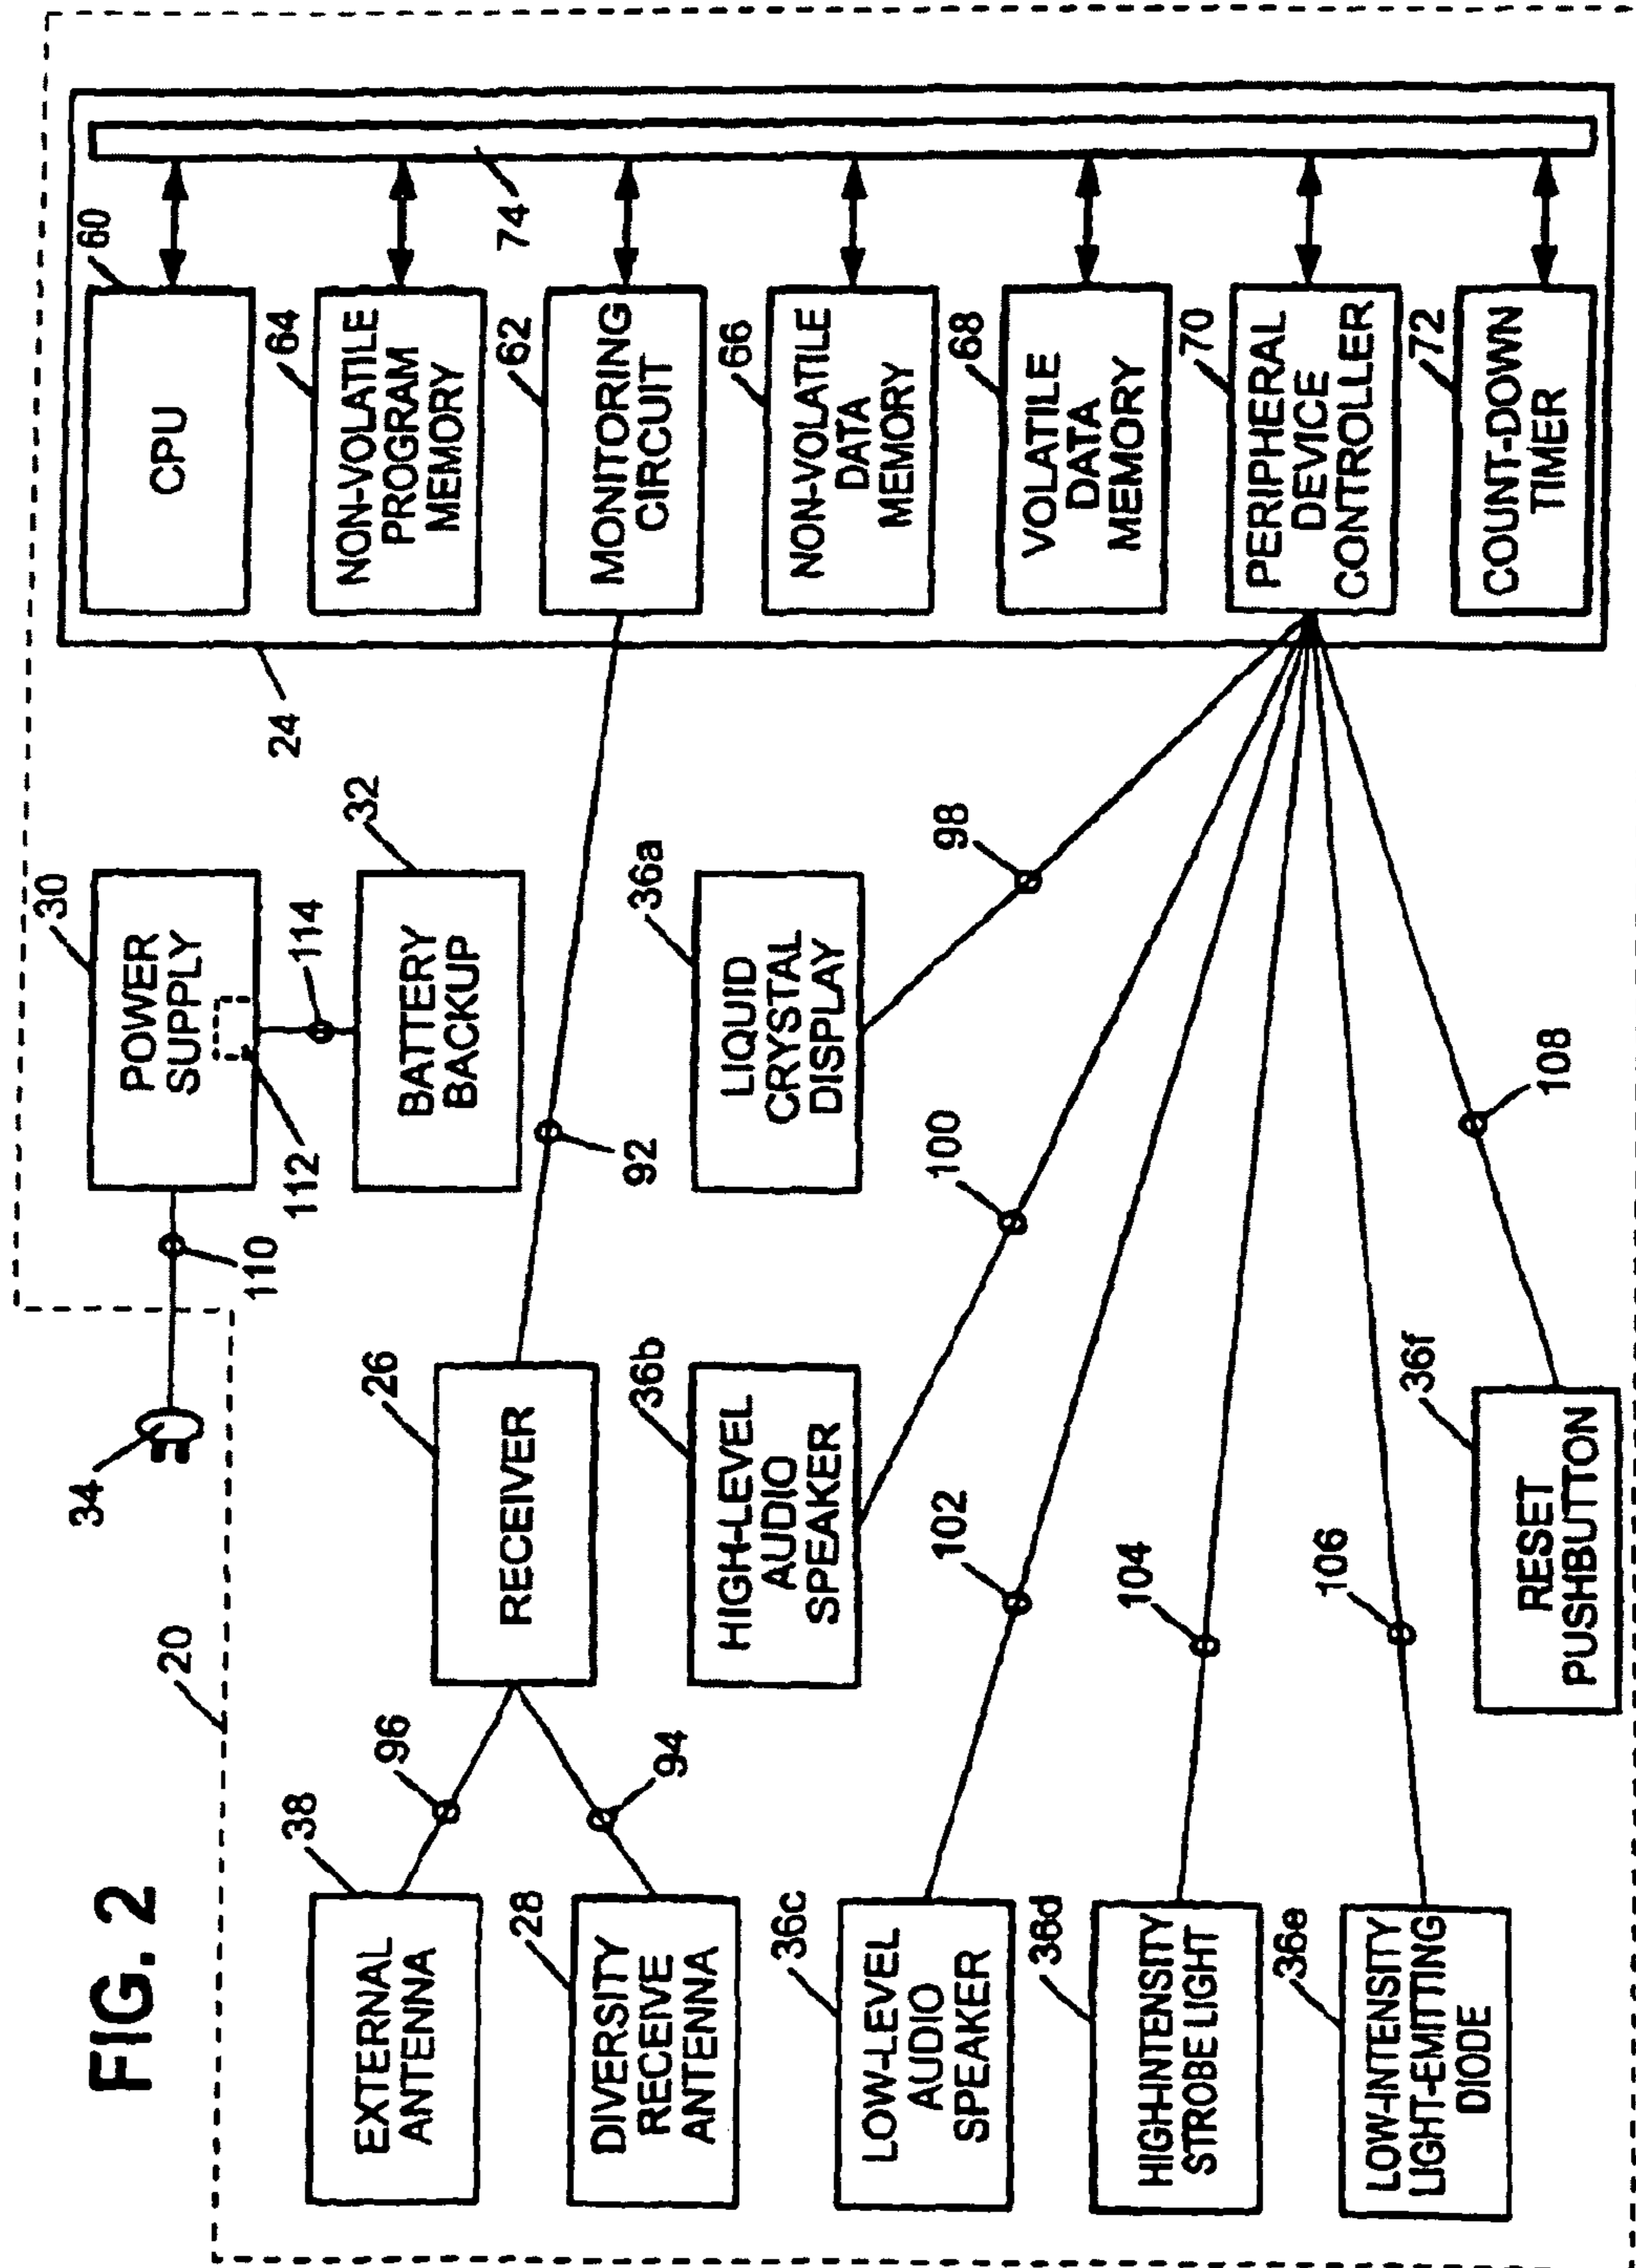 FIG. 2
20
34
110
30
POWER
SUPPLY
112
114
32
BATTERY
BACKUP
24
60
CPU
64
NON-VOLATILE
PROGRAM
MEMORY
62
MONITORING
CIRCUIT
66
NON-VOLATILE
DATA
MEMORY
68
VOLATILE
DATA
MEMORY
70
PERIPHERAL
DEVICE
CONTROLLER
72
COUNT-DOWN
TIMER
74
38
EXTERNAL
ANTENNA
96
28
DIVERSITY
RECEIVE
ANTENNA
94
26
RECEIVER
92
36a
LIQUID
CRYSTAL
DISPLAY
98
36b
HIGH-LEVEL
AUDIO
SPEAKER
100
36c
LOW-LEVEL
AUDIO
SPEAKER
102
36d
HIGH-INTENSITY
STROBE LIGHT
104
36e
LOW-INTENSITY
LIGHT-EMITTING
DIODE
106
36f
RESET
PUSHBUTTON
108